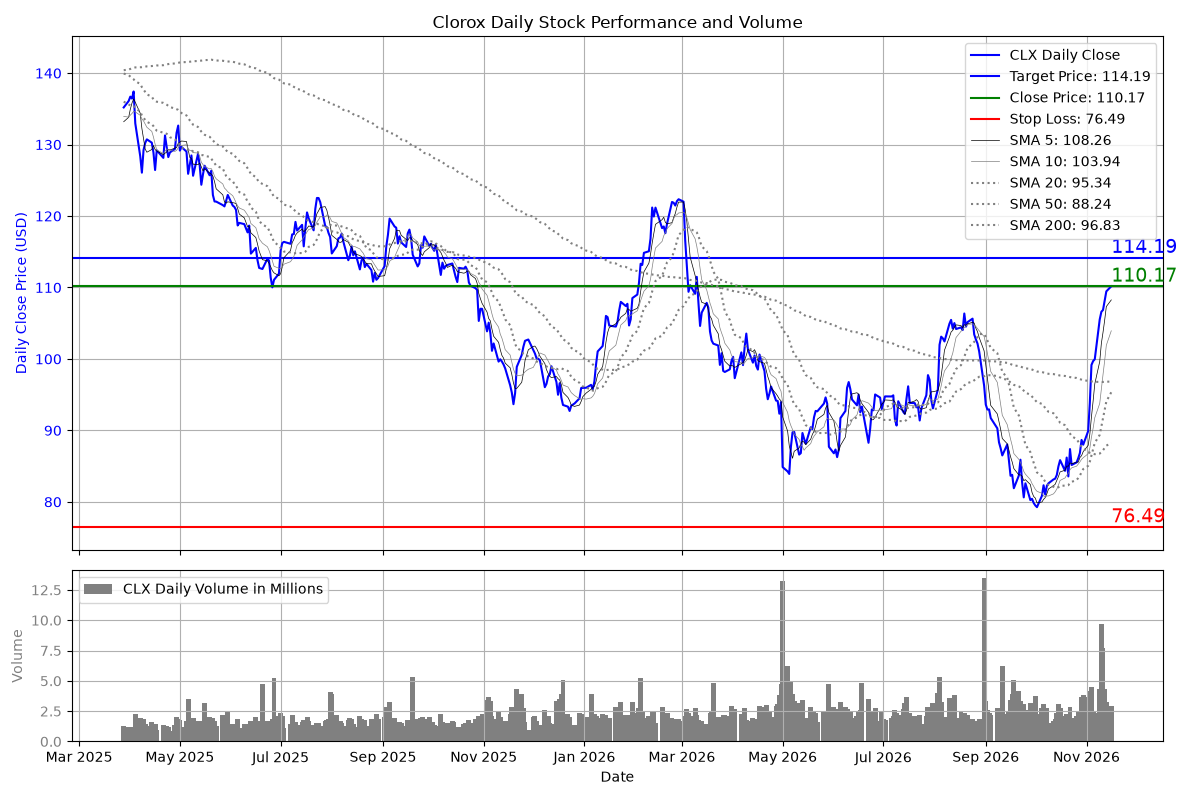 Clorox Daily Stock Performance and Volume
140
130
120
110
100
90
80
Daily Close Price (USD)
CLX Daily Close
Target Price: 114.19
Close Price: 110.17
Stop Loss: 76.49
SMA 5: 108.26
SMA 10: 103.94
SMA 20: 95.34
SMA 50: 88.24
SMA 200: 96.83
114.19
110.17
76.49
12.5
10.0
7.5
5.0
2.5
0.0
Volume
CLX Daily Volume in Millions
Mar 2025 May 2025 Jul 2025 Sep 2025 Nov 2025 Jan 2026 Mar 2026 May 2026 Jul 2026 Sep 2026 Nov 2026
Date